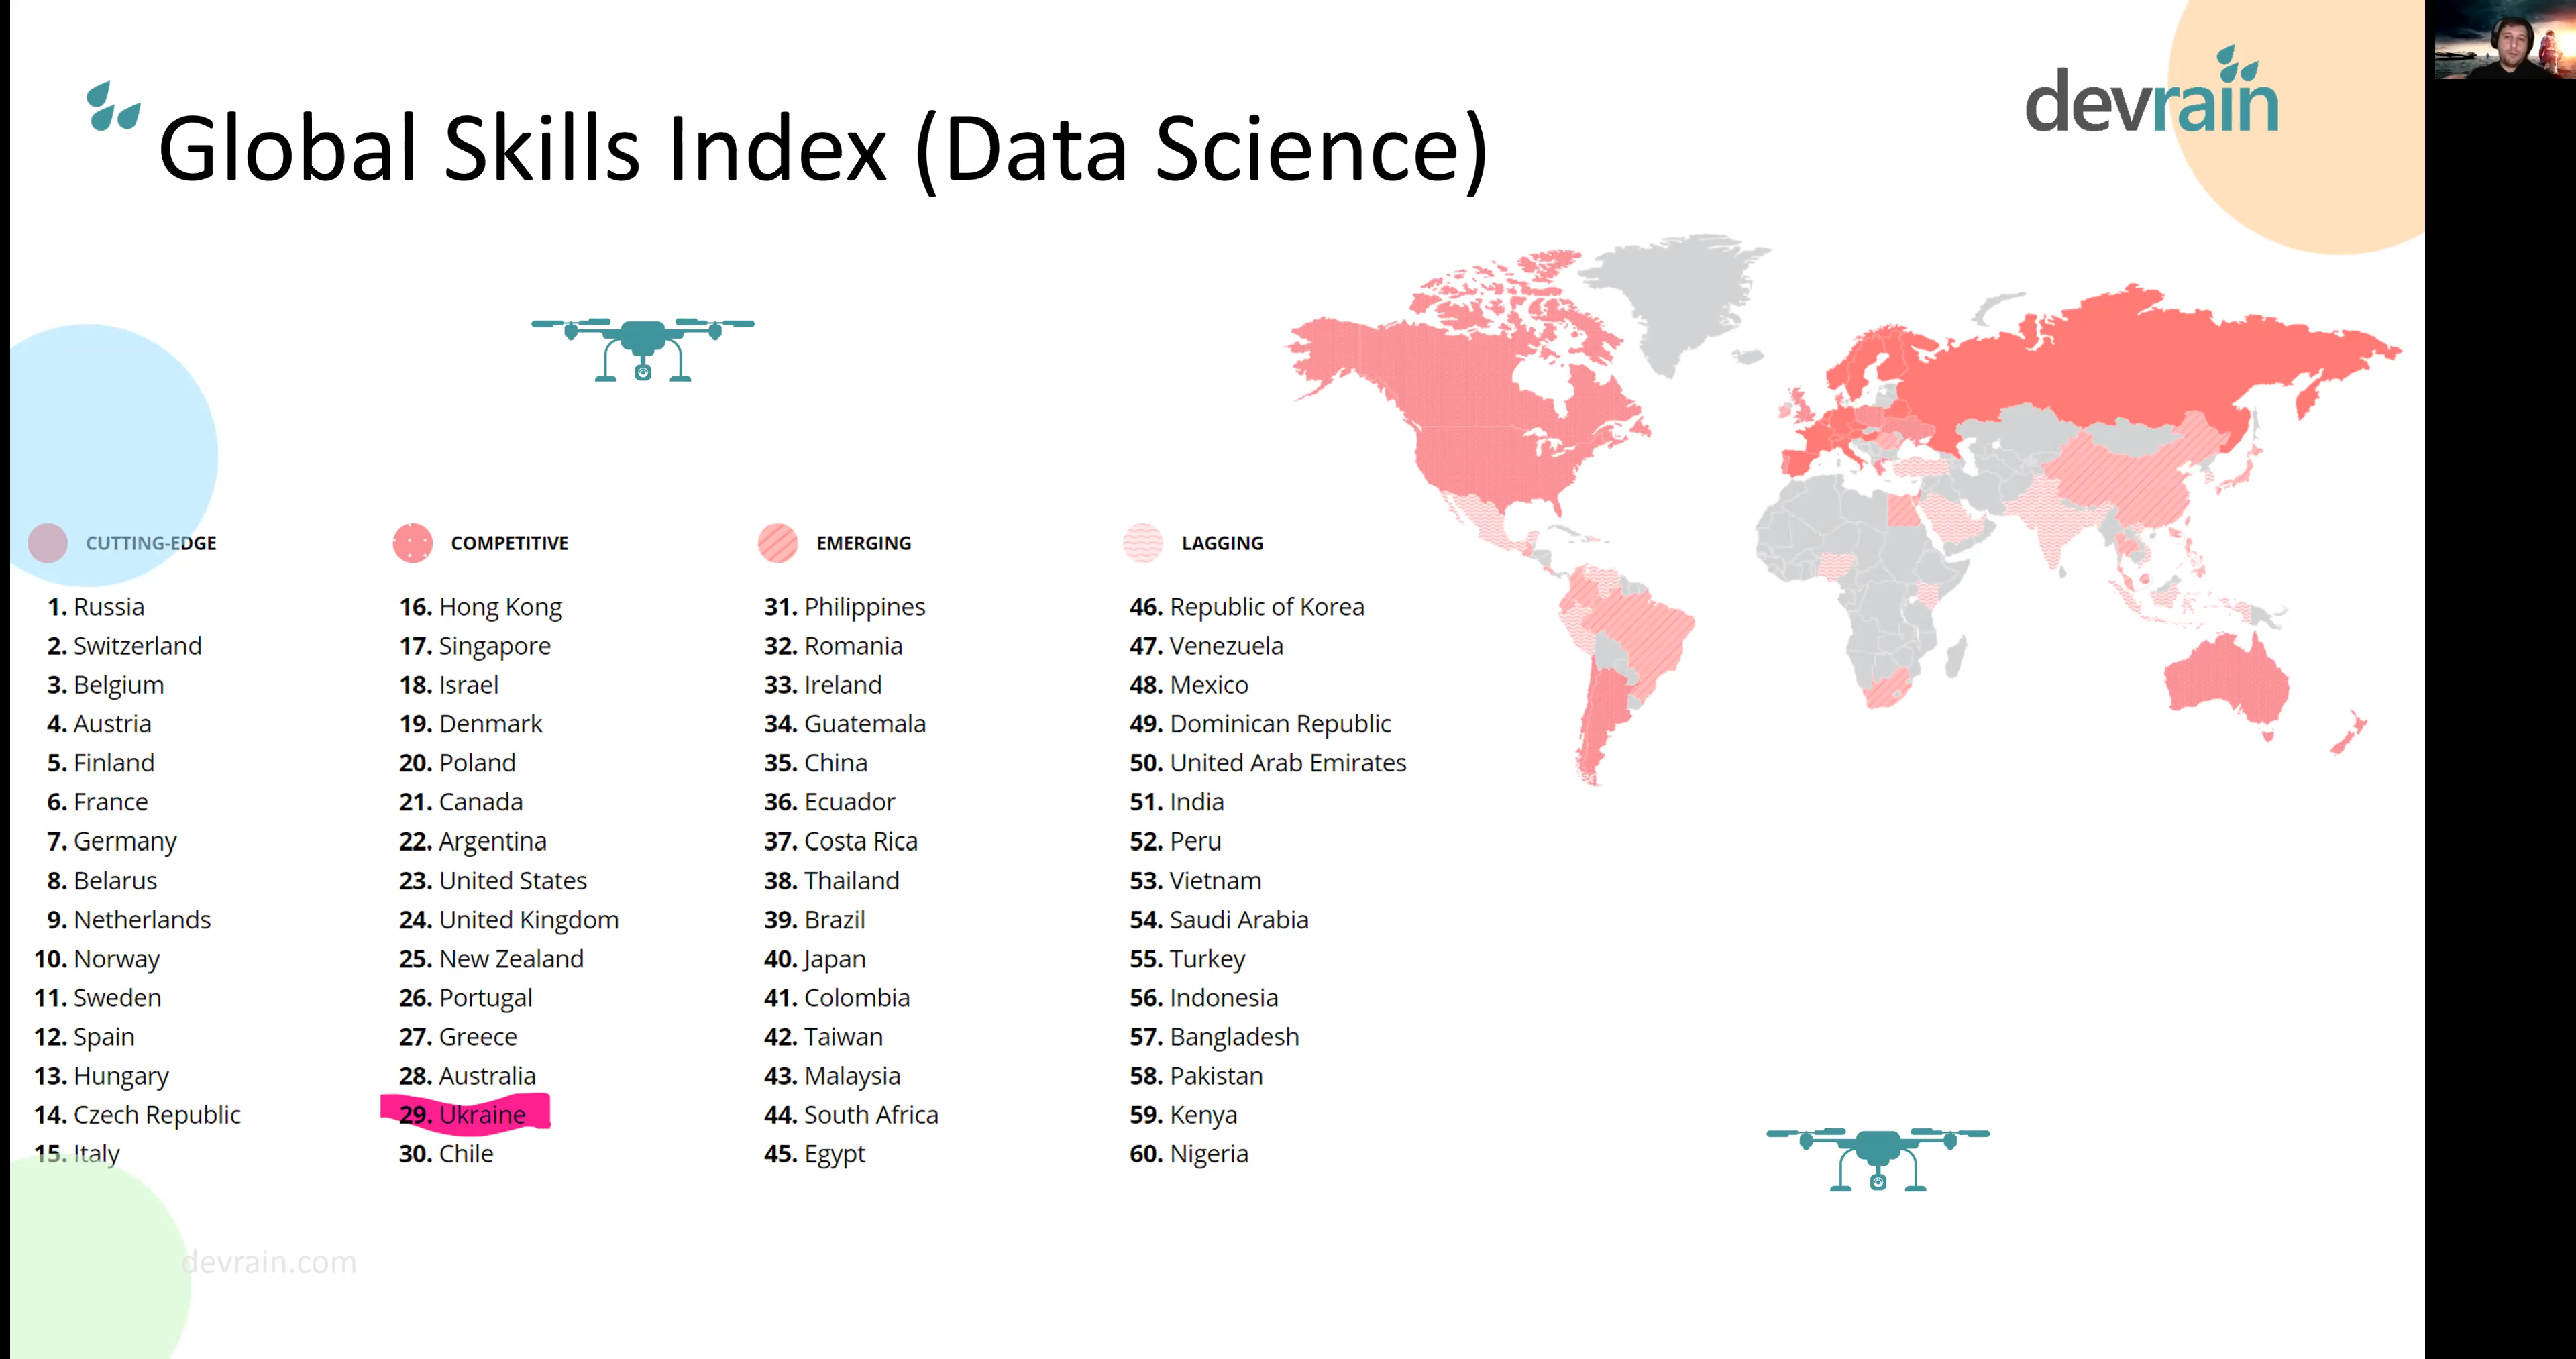 Global Skills Index (Data Science)
devrain
CUTTING-EDGE
1. Russia
2. Switzerland
3. Belgium
4. Austria
5. Finland
6. France
7. Germany
8. Belarus
9. Netherlands
10. Norway
11. Sweden
12. Spain
13. Hungary
14. Czech Republic
15. Italy
COMPETITIVE
16. Hong Kong
17. Singapore
18. Israel
19. Denmark
20. Poland
21. Canada
22. Argentina
23. United States
24. United Kingdom
25. New Zealand
26. Portugal
27. Greece
28. Australia
29. Ukraine
30. Chile
EMERGING
31. Philippines
32. Romania
33. Ireland
34. Guatemala
35. China
36. Ecuador
37. Costa Rica
38. Thailand
39. Brazil
40. Japan
41. Colombia
42. Taiwan
43. Malaysia
44. South Africa
45. Egypt
LAGGING
46. Republic of Korea
47. Venezuela
48. Mexico
49. Dominican Republic
50. United Arab Emirates
51. India
52. Peru
53. Vietnam
54. Saudi Arabia
55. Turkey
56. Indonesia
57. Bangladesh
58. Pakistan
59. Kenya
60. Nigeria
devrain.com